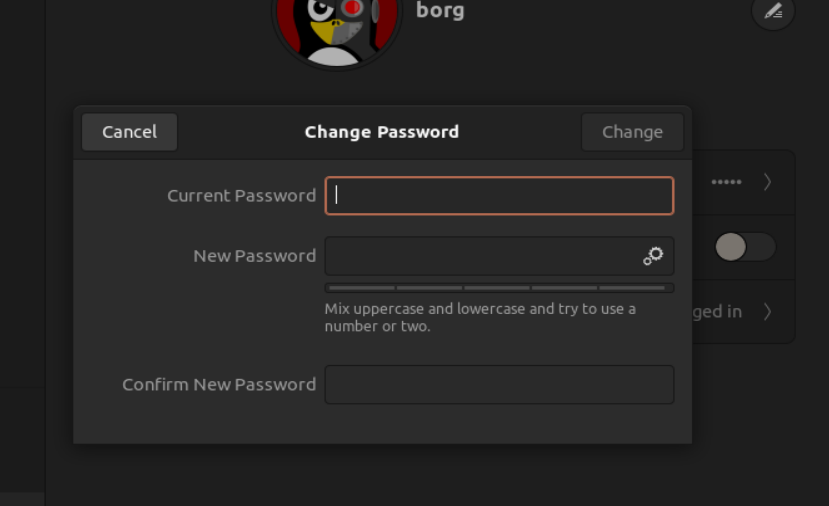 borg
Cancel
Change Password
Change
Current Password
•••••
New Password
Mix uppercase and lowercase and try to use a
number or two.
ged in
Confirm New Password